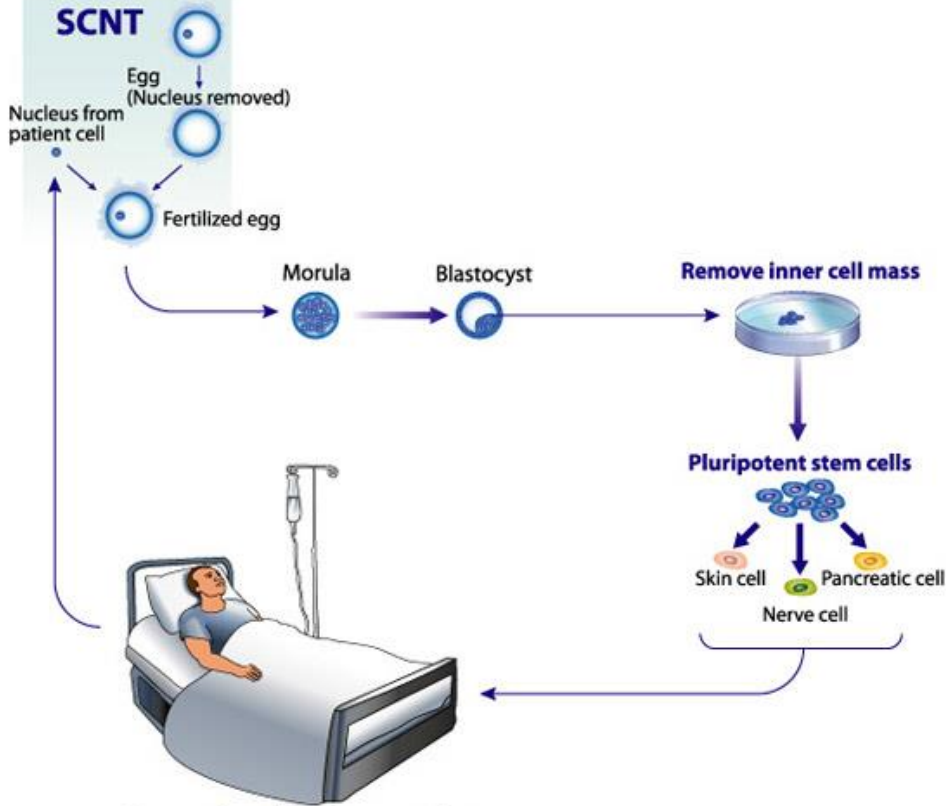 SCNT
Egg
(Nucleus removed)
Nucleus from
patient cell
Fertilized egg
Morula
Blastocyst
Remove inner cell mass
Pluripotent stem cells
Skin cell
Pancreatic cell
Nerve cell